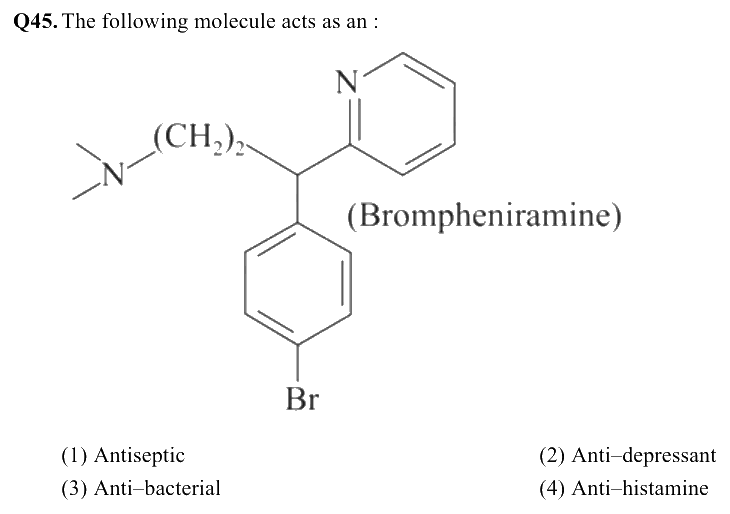 Q45. The following molecule acts as an :
N
(CH₂)₂
N
(Brompheniramine)
Br
(1) Antiseptic (2) Anti–depressant
(3) Anti–bacterial (4) Anti–histamine